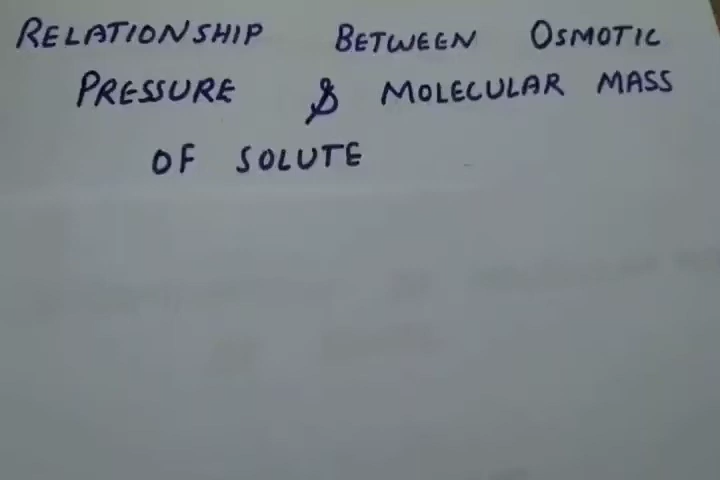 RELATIONSHIP BETWEEN OSMOTIC
PRESSURE & MOLECULAR MASS
OF SOLUTE